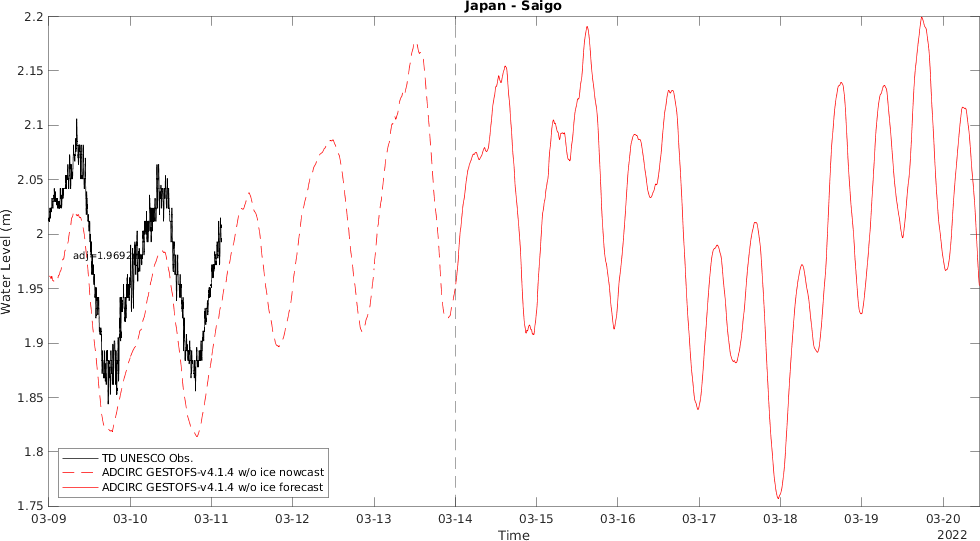 Japan - Saigo
2.2
2.15
2.1
2.05
2
1.95
1.9
1.85
1.8
1.75
Water Level (m)
TD UNESCO Obs.
ADCIRC GESTOFS-v4.1.4 w/o ice nowcast
ADCIRC GESTOFS-v4.1.4 w/o ice forecast
03-09 03-10 03-11 03-12 03-13 03-14 03-15 03-16 03-17 03-18 03-19 03-20
Time
2022